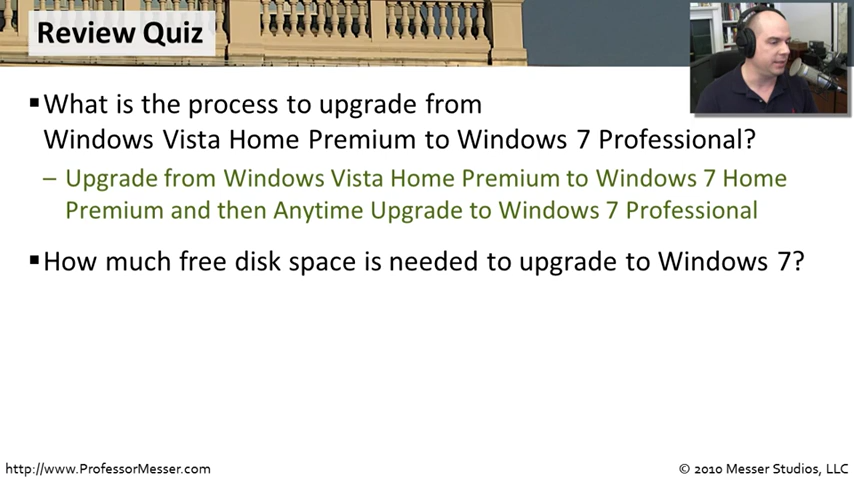 Review Quiz
▪What is the process to upgrade from
Windows Vista Home Premium to Windows 7 Professional?
– Upgrade from Windows Vista Home Premium to Windows 7 Home
Premium and then Anytime Upgrade to Windows 7 Professional
▪How much free disk space is needed to upgrade to Windows 7?
http://www.ProfessorMesser.com
© 2010 Messer Studios, LLC